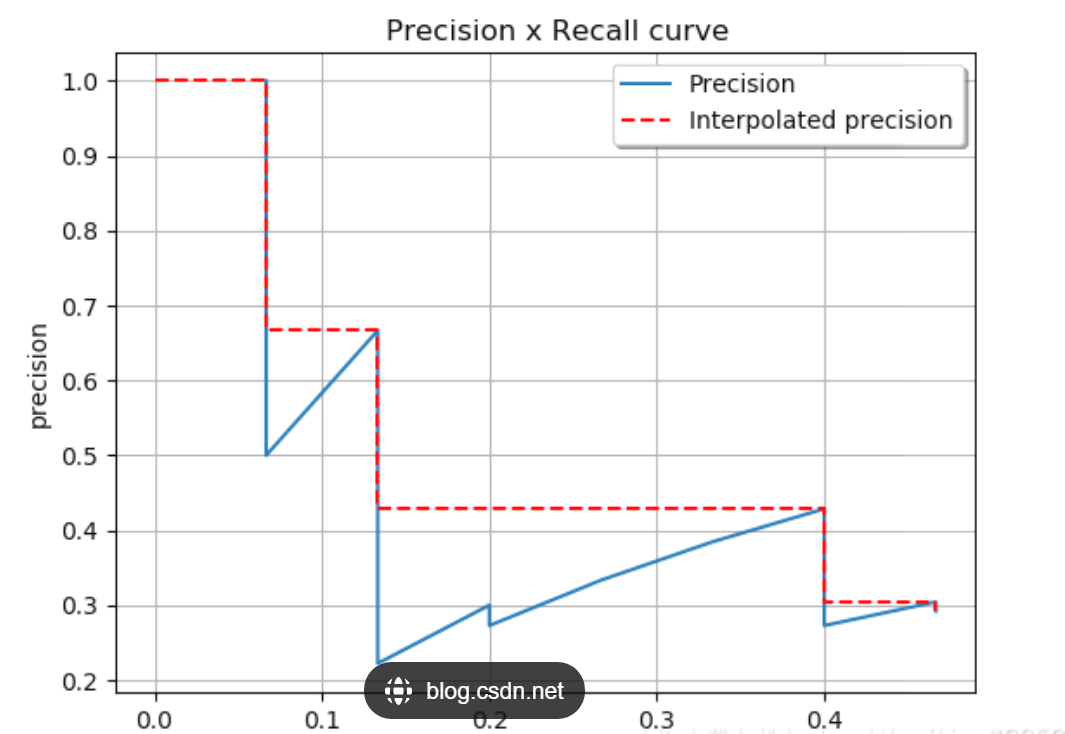 Precision x Recall curve
Precision
Interpolated precision
1.0
0.9
0.8
0.7
0.6
0.5
0.4
0.3
0.2
precision
0.0 0.1 0.2 0.3 0.4
blog.csdn.net